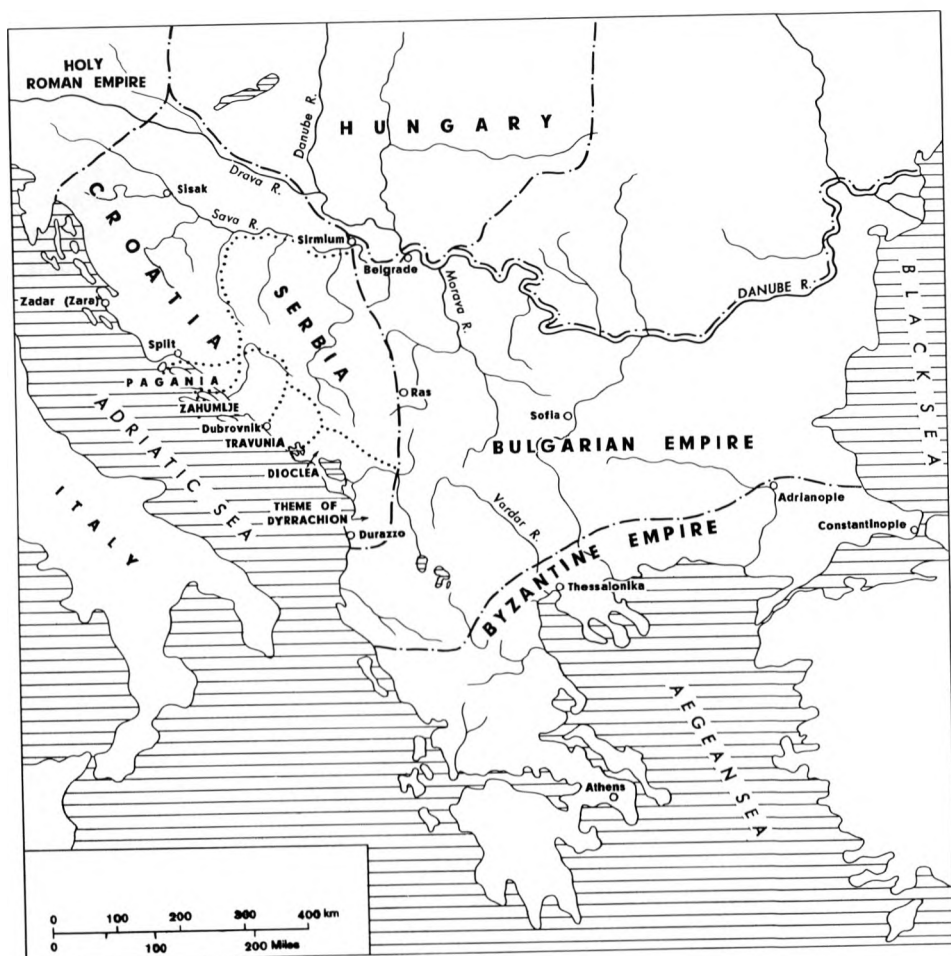 HOLY
ROMAN EMPIRE
HUNGARY
Danube R.
Drava R.
Sisak
Sava R.
CROATIA
Sirmium
Belgrade
Morava R.
DANUBE R.
BLACK SEA
Zadar (Zara)
SERBIA
Split
PAGANIA
ZAHUMLJE
Ras
Dubrovnik
TRAVUNIA
Sofia
BULGARIAN EMPIRE
DIOCLEA
ADRIATIC SEA
ITALY
THEME OF
DYRRACHION
Durazzo
Vardar R.
Adrianople
Constantinople
BYZANTINE EMPIRE
Thessalonika
AEGEAN SEA
Athens
0 100 200 300 400 km
0 100 200 Miles